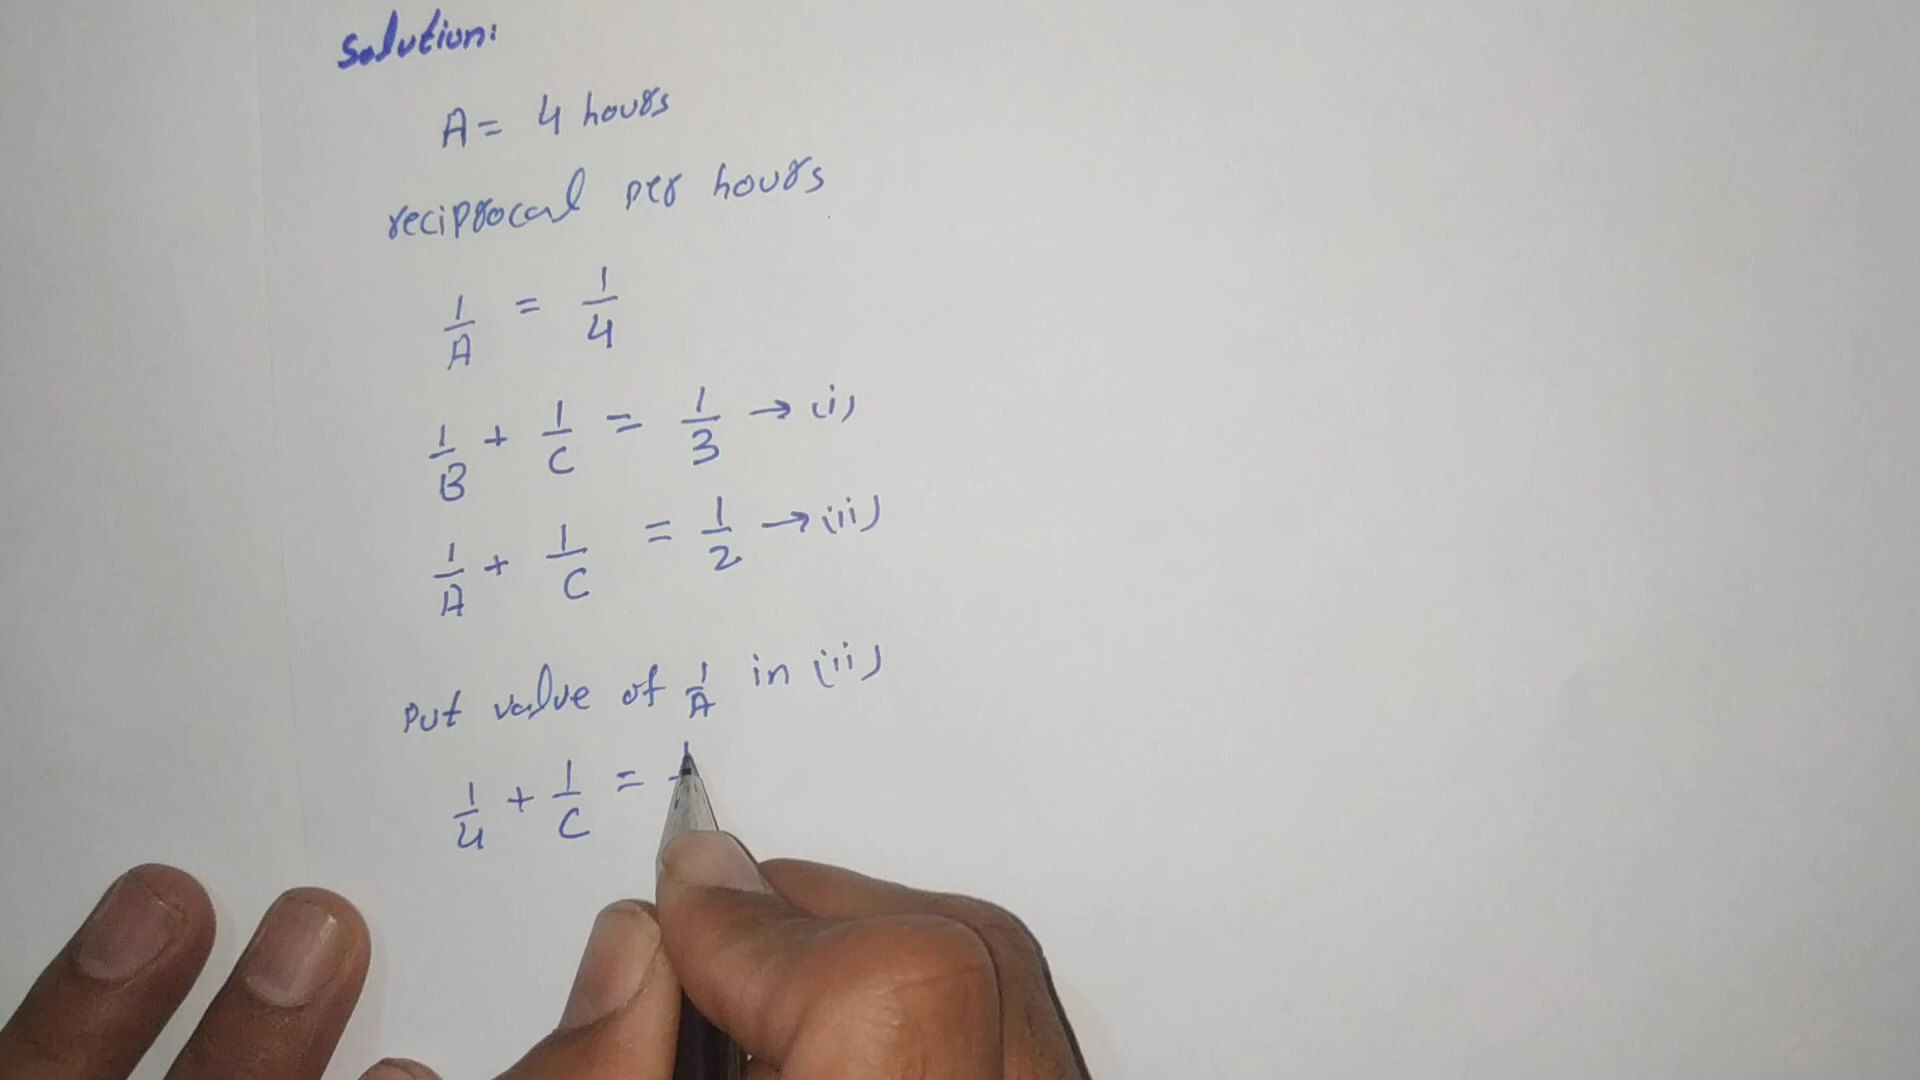 Solution:
A = 4 hours
reciprocal per hours
1/A = 1/4
1/B + 1/C = 1/3 → (i)
1/A + 1/C = 1/2 → (ii)
Put value of 1/A in (ii)
1/4 + 1/C = 1